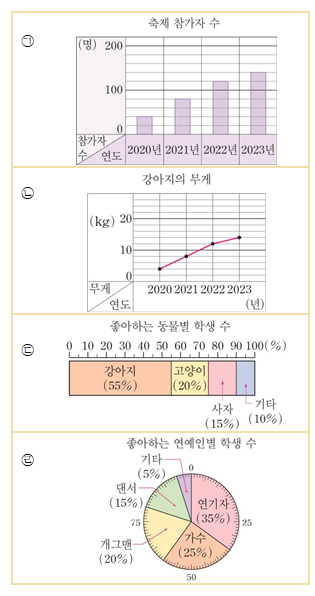 ㉠
축제 참가자 수
(명) 200
100
0
참가자 수 연도
2020년 2021년 2022년 2023년
㉡
강아지의 무게
(kg) 20
10
0
무게 연도
2020 2021 2022 2023 (년)
㉢
좋아하는 동물별 학생 수
0 10 20 30 40 50 60 70 80 90 100(%)
강아지 고양이
(55%) (20%)
사자 기타
(15%) (10%)
㉣
좋아하는 연예인별 학생 수
기타 0
(5%)
댄서 연기자
(15%) (35%)
75 25
개그맨 가수
(20%) (25%)
50